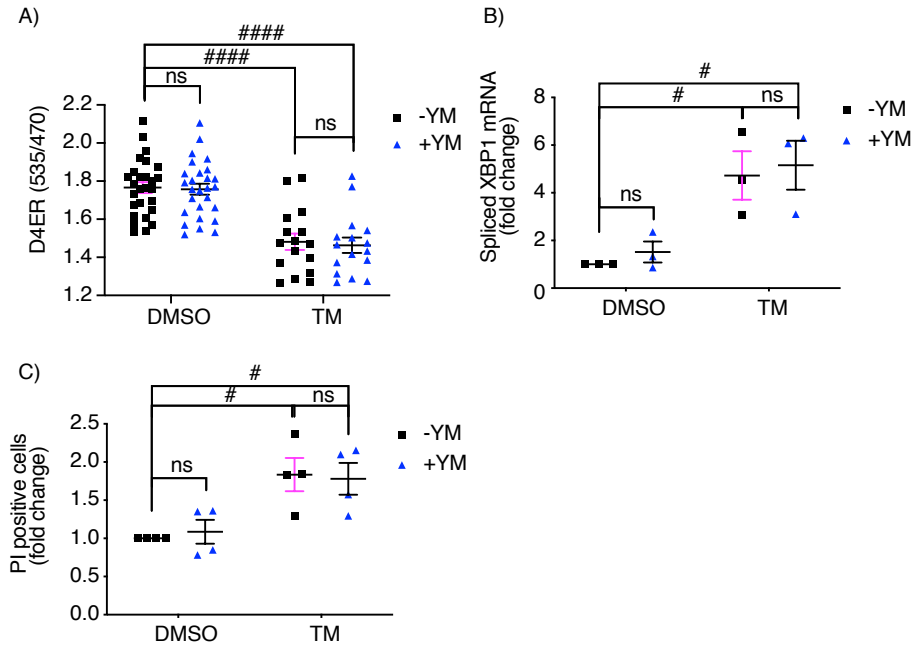 A)
####
####
ns
ns
D4ER (535/470)
2.2
2.0
1.8
1.6
1.4
1.2
DMSO
TM
-YM
+YM
B)
#
#
ns
ns
Spliced XBP1 mRNA
(fold change)
8
6
4
2
0
DMSO
TM
-YM
+YM
C)
#
#
ns
ns
PI positive cells
(fold change)
2.5
2.0
1.5
1.0
0.5
0.0
DMSO
TM
-YM
+YM